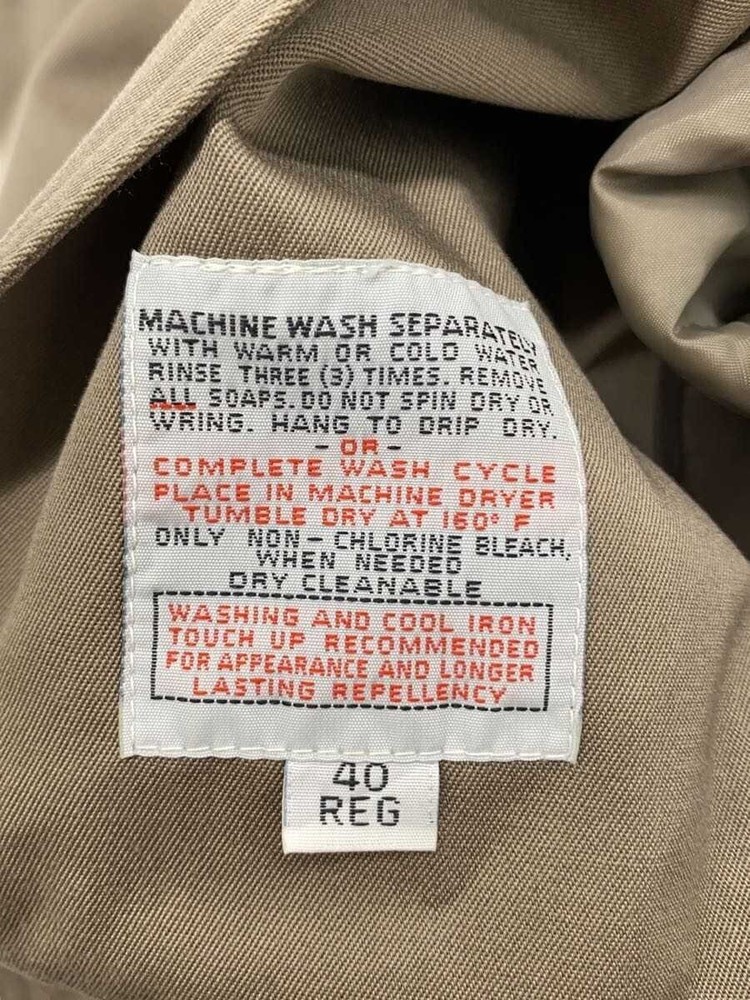 MACHINE WASH SEPARATELY
WITH WARM OR COLD WATER
RINSE THREE (3) TIMES. REMOVE
ALL SOAPS. DO NOT SPIN DRY OR
WRING. HANG TO DRIP DRY.
- OR -
COMPLETE WASH CYCLE
PLACE IN MACHINE DRYER
TUMBLE DRY AT 160° F
ONLY NON-CHLORINE BLEACH,
WHEN NEEDED
DRY CLEANABLE
WASHING AND COOL IRON
TOUCH UP RECOMMENDED
FOR APPEARANCE AND LONGER
LASTING REPELLENCY
40
REG